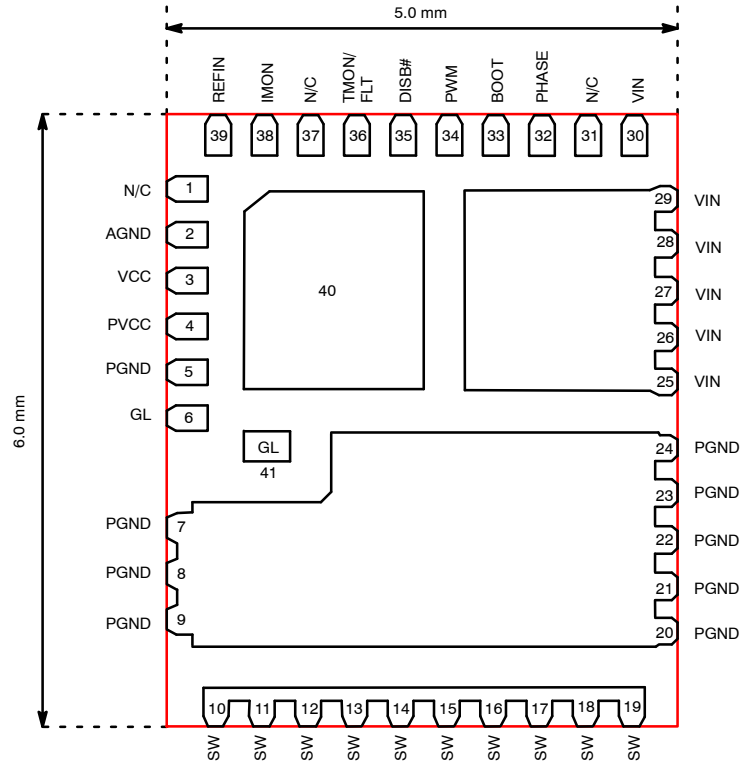 5.0 mm
REFIN
IMON
N/C
TMON/
FLT
DISB#
PWM
BOOT
PHASE
N/C
VIN
39 38 37 36 35 34 33 32 31 30
N/C 1
AGND 2
VCC 3
PVCC 4
PGND 5
GL 6
40
29 VIN
28 VIN
27 VIN
26 VIN
25 VIN
6.0 mm
GL
41
24 PGND
23 PGND
22 PGND
21 PGND
20 PGND
PGND 7
PGND 8
PGND 9
10 11 12 13 14 15 16 17 18 19
SW SW SW SW SW SW SW SW SW SW